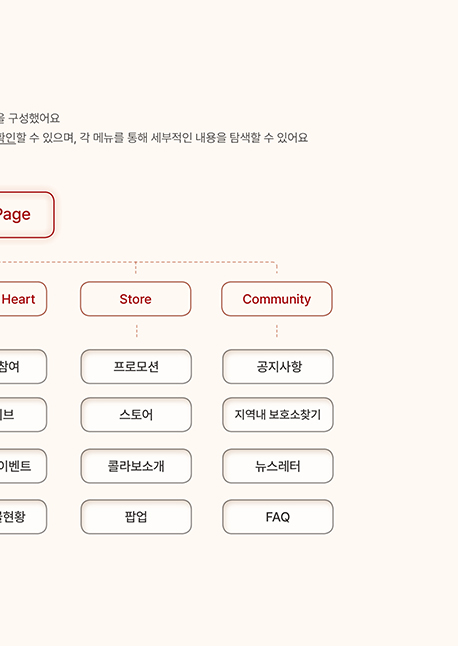 을 구성했어요
확인할 수 있으며, 각 메뉴를 통해 세부적인 내용을 탐색할 수 있어요
Page
Heart
Store
Community
참여
프로모션
공지사항
브
스토어
지역내 보호소찾기
이벤트
콜라보소개
뉴스레터
현황
팝업
FAQ